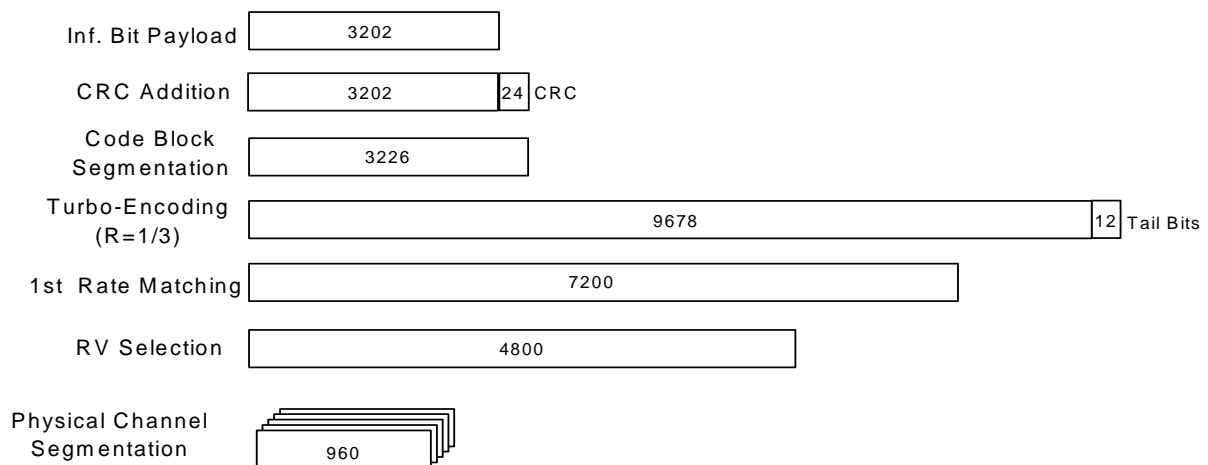 Inf. Bit Payload
3202
CRC Addition
3202
24
CRC
Code Block
Segmentation
3226
Turbo-Encoding
(R=1/3)
9678
12
Tail Bits
1st Rate Matching
7200
RV Selection
4800
Physical Channel
Segmentation
960